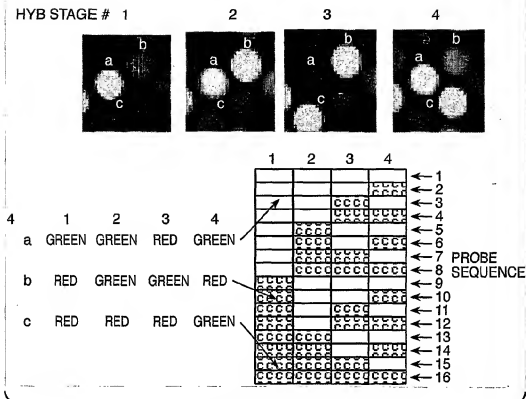 HYB STAGE # 1 2 3 4
a b c
a b c
a b c
a b c
1 2 3 4
1
2
3
4
5
6
7 PROBE
8 SEQUENCE
9
10
11
12
13
14
15
16
4 1 2 3 4
a GREEN GREEN RED GREEN
b RED GREEN GREEN RED
c RED RED RED GREEN